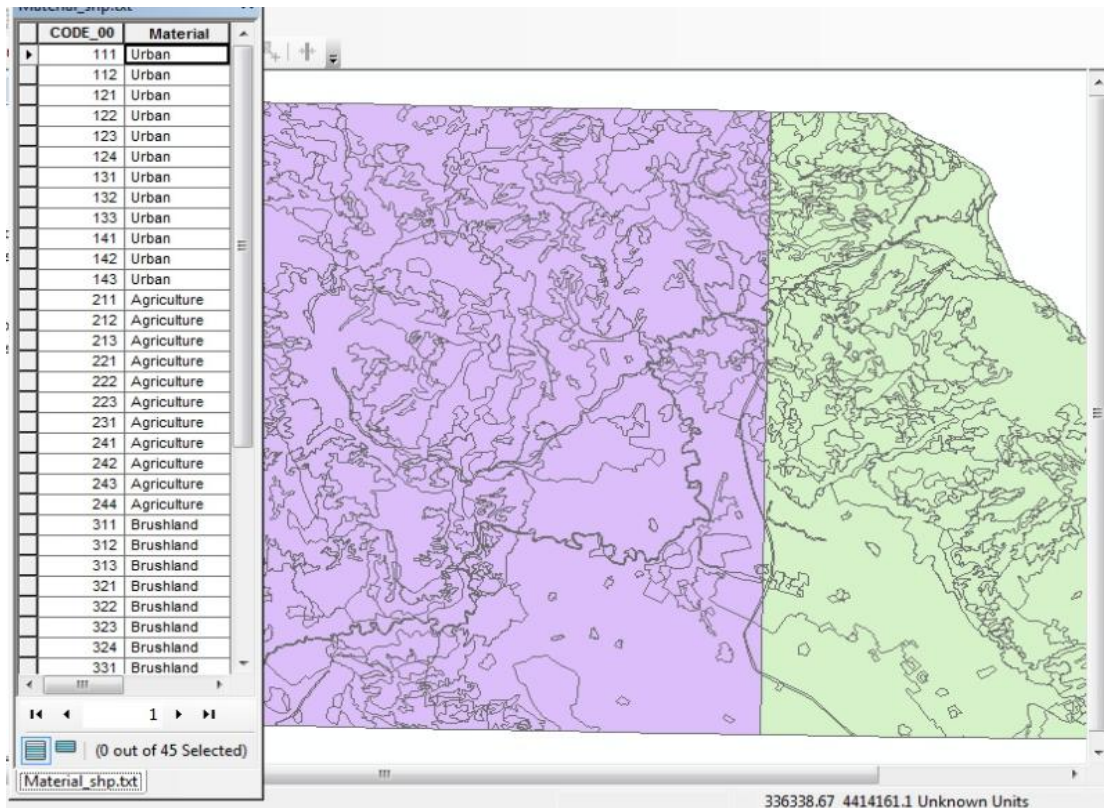 Material_shp.txt
CODE_00 Material
111 Urban
112 Urban
121 Urban
122 Urban
123 Urban
124 Urban
131 Urban
132 Urban
133 Urban
141 Urban
142 Urban
143 Urban
211 Agriculture
212 Agriculture
213 Agriculture
221 Agriculture
222 Agriculture
223 Agriculture
231 Agriculture
241 Agriculture
242 Agriculture
243 Agriculture
244 Agriculture
311 Brushland
312 Brushland
313 Brushland
321 Brushland
322 Brushland
323 Brushland
324 Brushland
331 Brushland
1
(0 out of 45 Selected)
Material_shp.txt
336338.67 4414161.1 Unknown Units